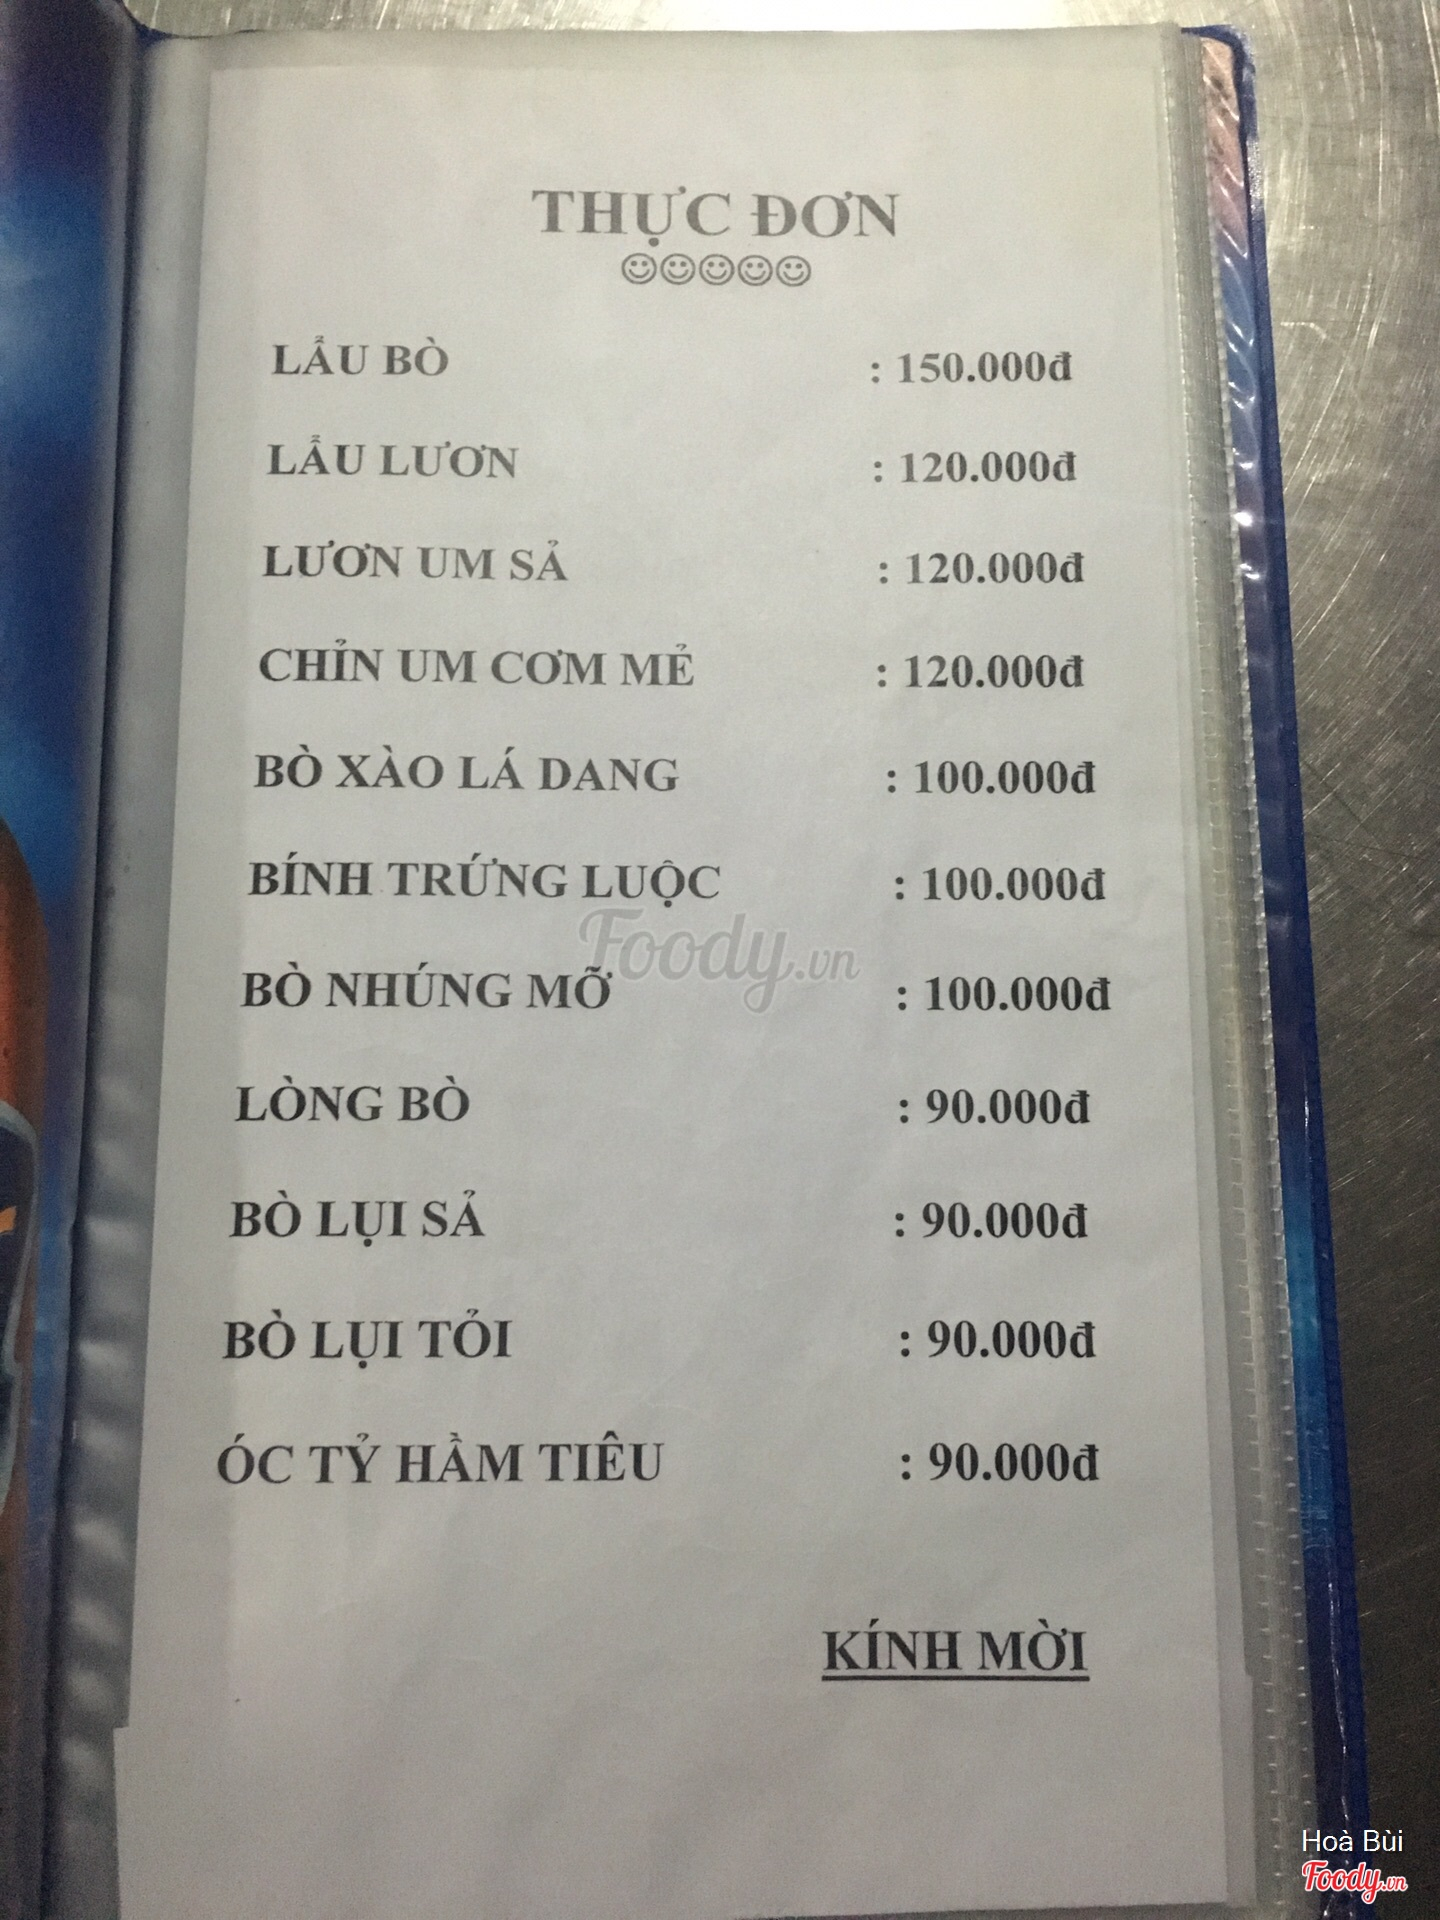 THỰC ĐƠN
☺☺☺☺☺
LẨU BÒ : 150.000đ
LẨU LƯƠN : 120.000đ
LƯƠN UM SẢ : 120.000đ
CHỈN UM CƠM MẺ : 120.000đ
BÒ XÀO LÁ DANG : 100.000đ
BÍNH TRỨNG LUỘC : 100.000đ
Foody.vn
BÒ NHÚNG MỠ : 100.000đ
LÒNG BÒ : 90.000đ
BÒ LỤI SẢ : 90.000đ
BÒ LỤI TỎI : 90.000đ
ÓC TỶ HẦM TIÊU : 90.000đ
KÍNH MỜI
Hoà Bùi
Foody.vn